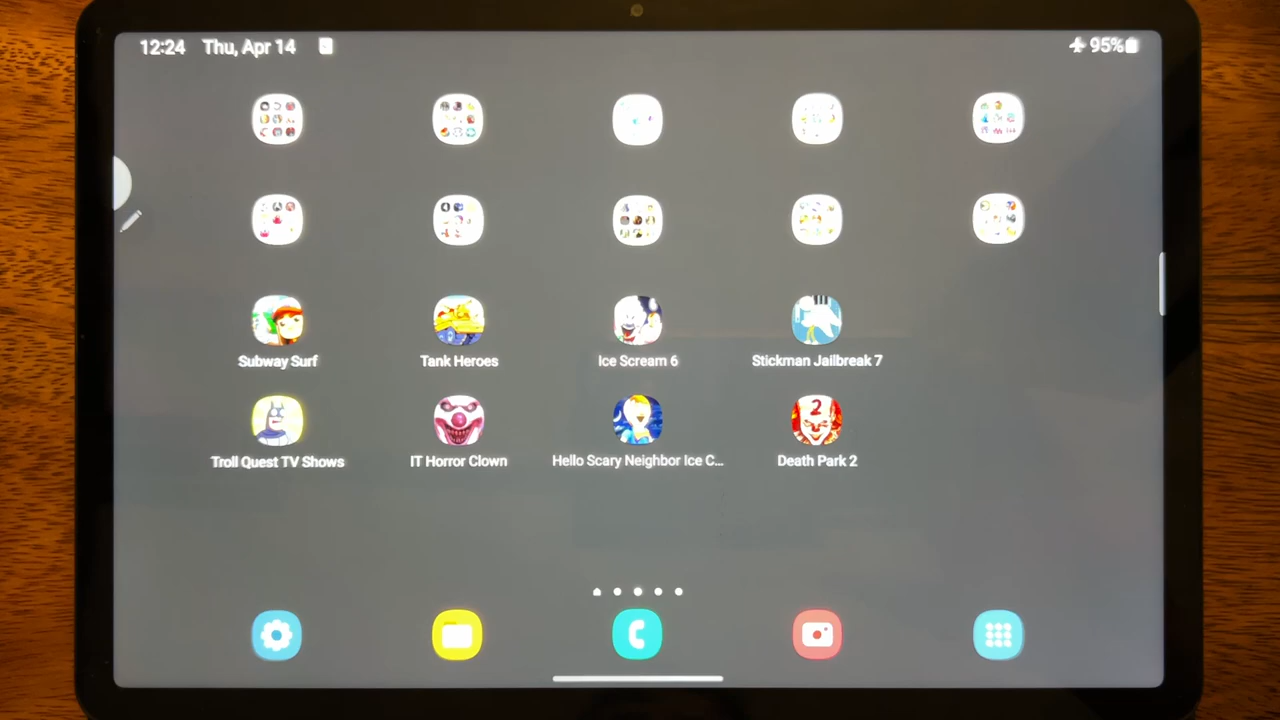 12:24 Thu, Apr 14 95%
Subway Surf Tank Heroes Ice Scream 6 Stickman Jailbreak 7
2
Troll Quest TV Shows IT Horror Clown Hello Scary Neighbor Ice C... Death Park 2